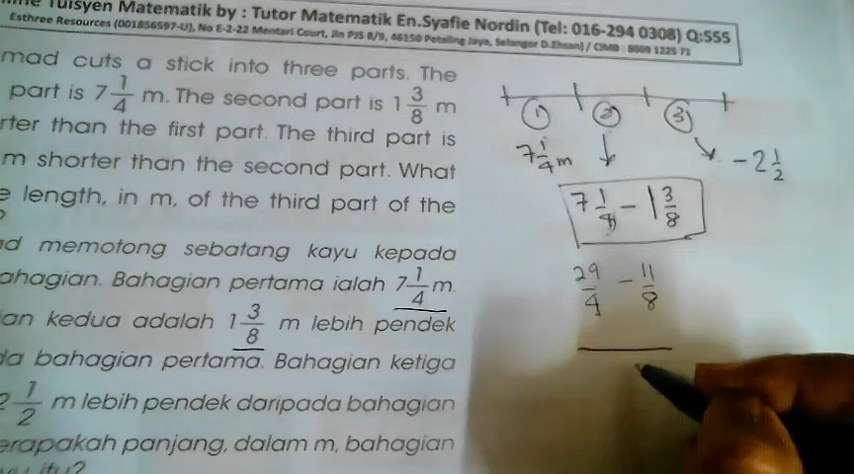 Tuisyen Matematik by : Tutor Matematik En.Syafie Nordin (Tel: 016-294 0308) Q:S55
Esthree Resources (001856597-U), No E-2-22 Mentari Court, Jln PJS 8/9, 46150 Petaling Jaya, Selangor D.Ehsan) / CIMB : 8009 1225 71
mad cuts a stick into three parts. The
part is 7 1/4 m. The second part is 1 3/8 m
rter than the first part. The third part is
m shorter than the second part. What
e length, in m, of the third part of the
?
ad memotong sebatang kayu kepada
ahagian. Bahagian pertama ialah 7 1/4 m.
an kedua adalah 1 3/8 m lebih pendek
da bahagian pertama. Bahagian ketiga
2 1/2 m lebih pendek daripada bahagian
erapakah panjang, dalam m, bahagian
itu?
1 2 3
7 1/4 m
- 2 1/2
7 1/4 - 1 3/8
29/4 - 11/8